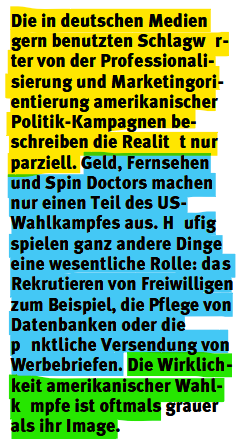 Die in deutschen Medien
gern benutzten Schlagw r-
ter von der Professionali-
sierung und Marketingori-
entierung amerikanischer
Politik-Kampagnen be-
schreiben die Realit t nur
parziell. Geld, Fernsehen
und Spin Doctors machen
nur einen Teil des US-
Wahlkampfes aus. H ufig
spielen ganz andere Dinge
eine wesentliche Rolle: das
Rekrutieren von Freiwilligen
zum Beispiel, die Pflege von
Datenbanken oder die
p nktliche Versendung von
Werbebriefen. Die Wirklich-
keit amerikanischer Wahl-
k mpfe ist oftmals grauer
als ihr Image.